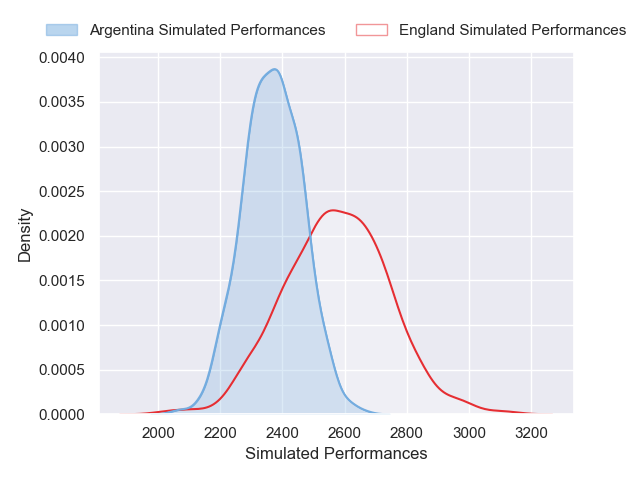 Argentina Simulated Performances England Simulated Performances
0.0040
0.0035
0.0030
0.0025
0.0020
0.0015
0.0010
0.0005
0.0000
Density
2000 2200 2400 2600 2800 3000 3200
Simulated Performances